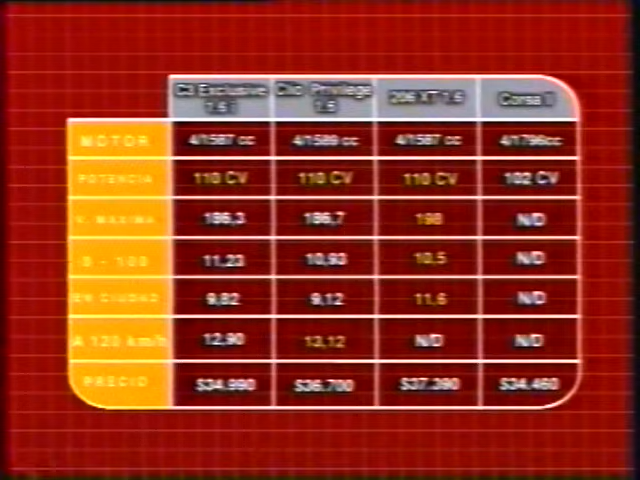 C3 Exclusive Clio Privilege 206 XT 1.6 Corsa
1.6 i 1.6
MOTOR 4/1587 cc 4/1589 cc 4/1587 cc 4/1796cc
POTENCIA 110 CV 110 CV 110 CV 102 CV
V. MAXIMA 186,3 186,7 198 N/D
0 - 100 11,23 10,93 10,5 N/D
EN CIUDAD 9,82 9,12 11,6 N/D
A 120 km/h 12,90 13,12 N/D N/D
PRECIO $34.990 $36.700 $37.390 $34.460